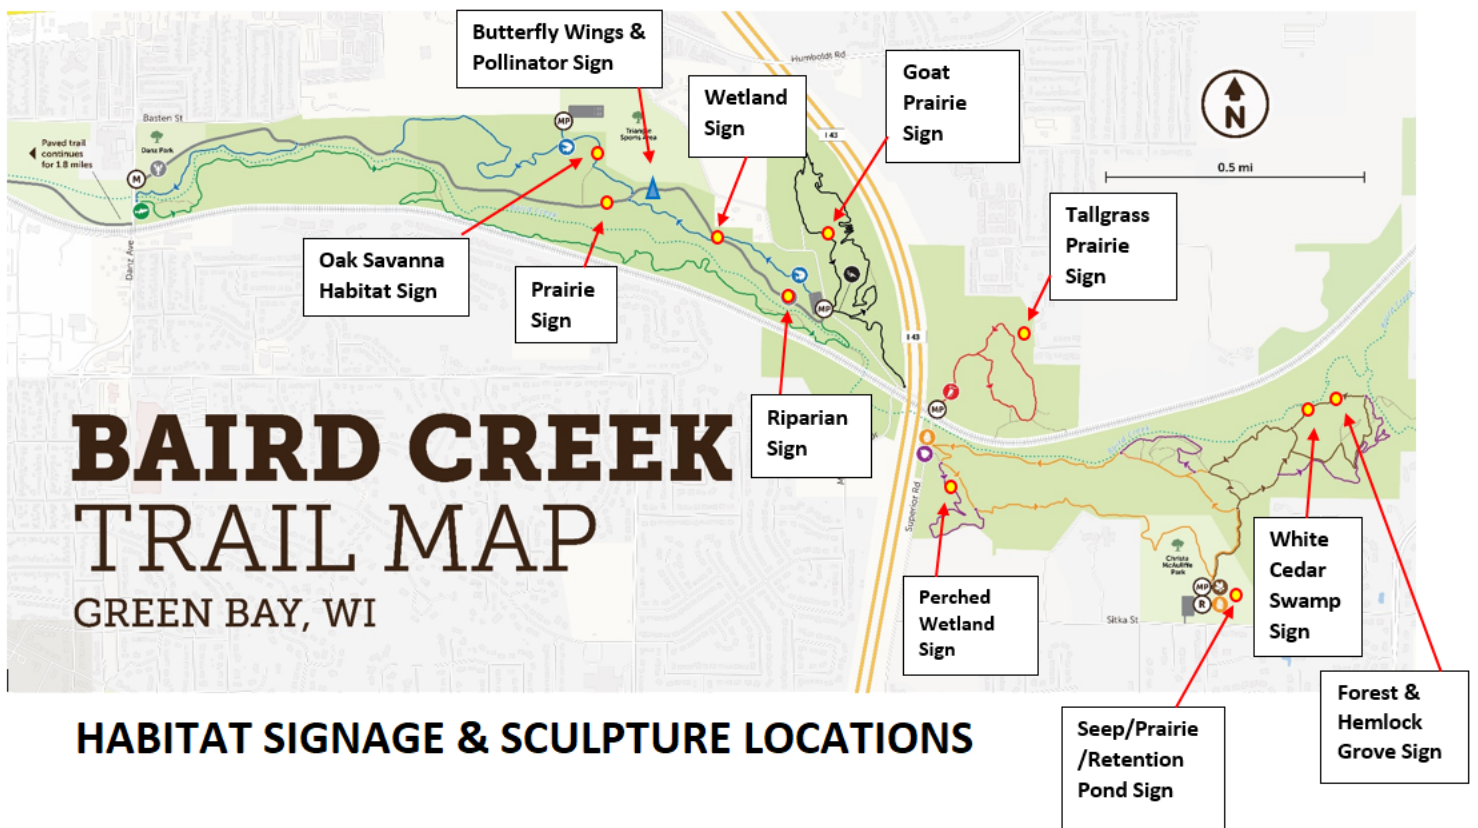 Butterfly Wings &
Pollinator Sign
Wetland
Sign
Goat
Prairie
Sign
Humboldt Rd
I 43
N
0.5 mi
Basten St
Danz Park
Paved trail
continues
for 1.8 miles
M
MP
Triangle
Sports Area
Tallgrass
Prairie
Sign
Oak Savanna
Habitat Sign
Prairie
Sign
Danz Ave
MP
I 43
Riparian
Sign
MP
BAIRD CREEK
TRAIL MAP
GREEN BAY, WI
Superior Rd
Perched
Wetland
Sign
Christa
McAuliffe
Park
MP
R
Sitka St
White
Cedar
Swamp
Sign
Forest &
Hemlock
Grove Sign
Seep/Prairie
/Retention
Pond Sign
HABITAT SIGNAGE & SCULPTURE LOCATIONS